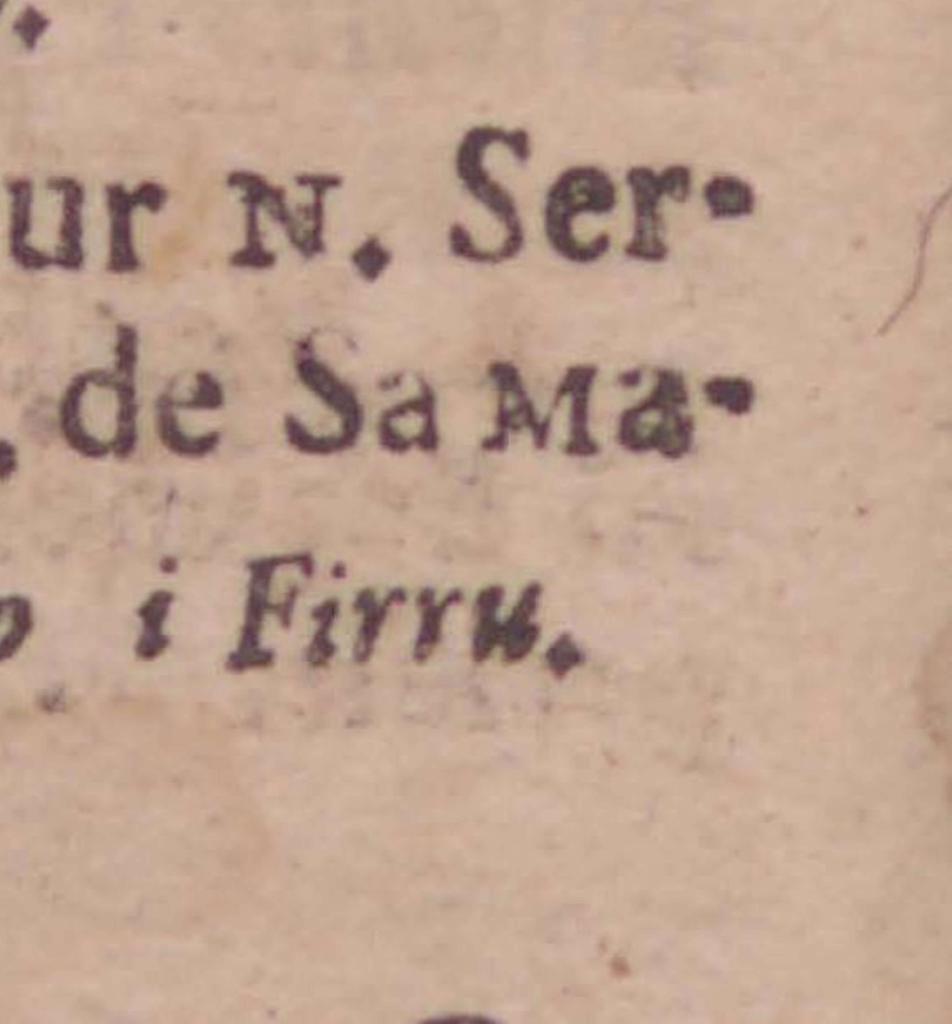 ur N. Ser-
, de Sa Ma-
i Firru.